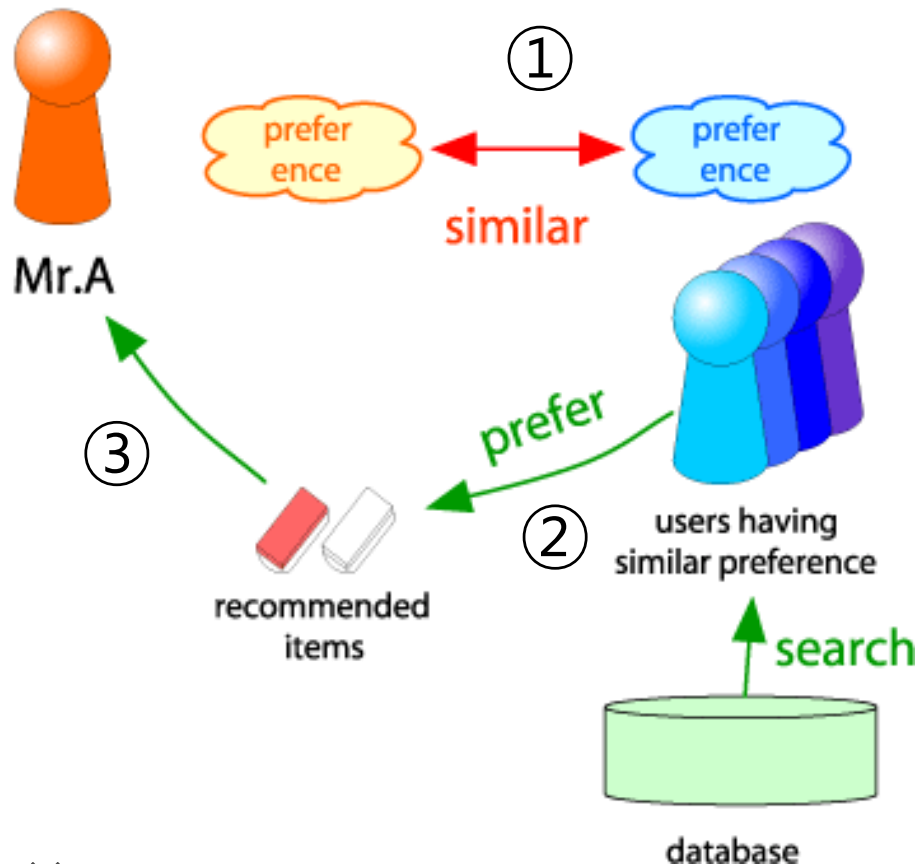 ①
prefer
ence
prefer
ence
similar
Mr.A
prefer
③
②
users having
similar preference
recommended
items
search
database